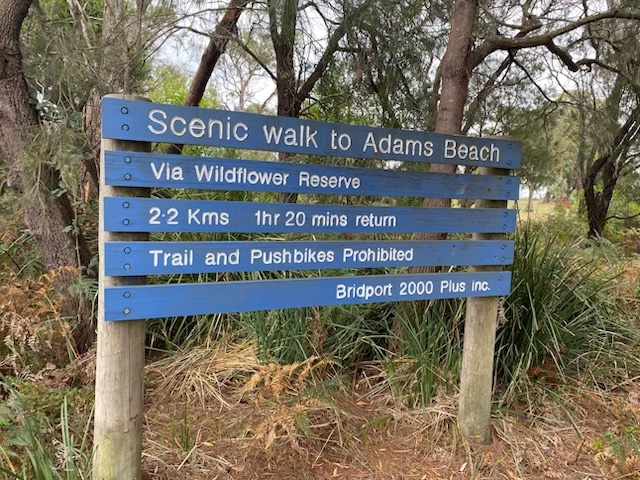 Scenic walk to Adams Beach
Via Wildflower Reserve
2·2 Kms 1hr 20 mins return
Trail and Pushbikes Prohibited
Bridport 2000 Plus inc.